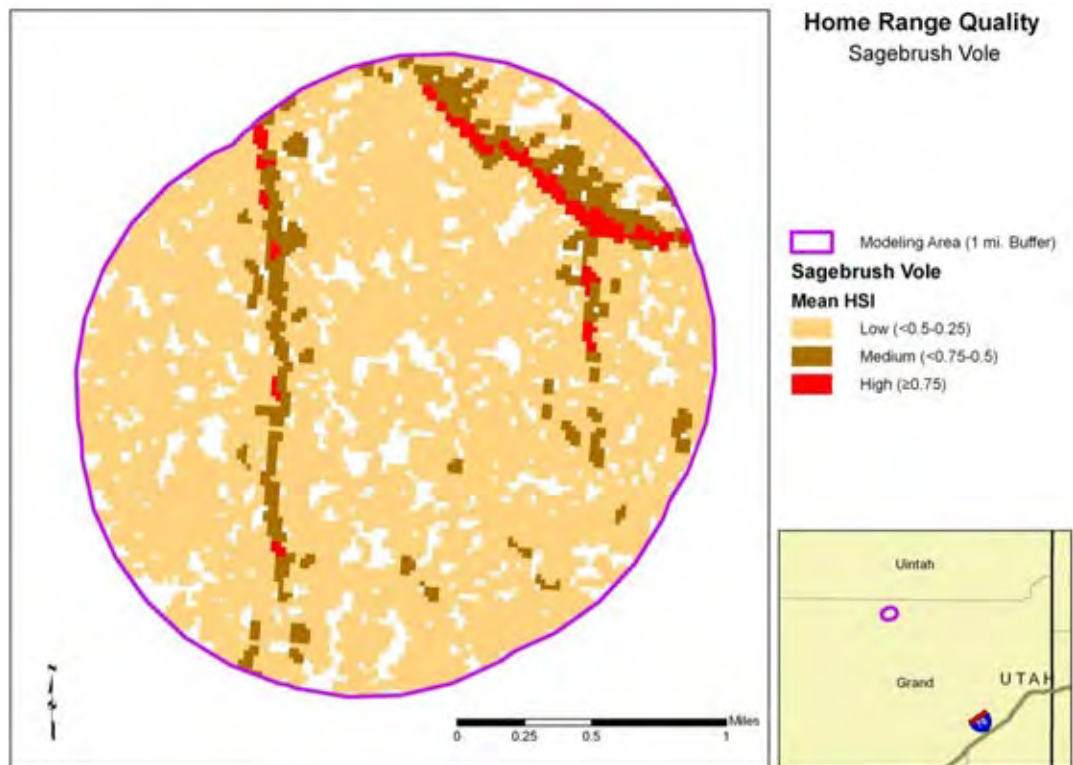 Home Range Quality
Sagebrush Vole
Modeling Area (1 mi. Buffer)
Sagebrush Vole
Mean HSI
Low (<0.5-0.25)
Medium (<0.75-0.5)
High (≥0.75)
Miles
0 0.25 0.5 1
Uintah
Grand
UTAH